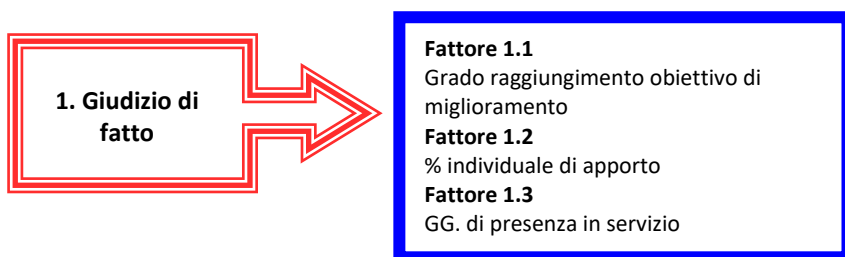 1. Giudizio di
fatto
Fattore 1.1
Grado raggiungimento obiettivo di
miglioramento
Fattore 1.2
% individuale di apporto
Fattore 1.3
GG. di presenza in servizio